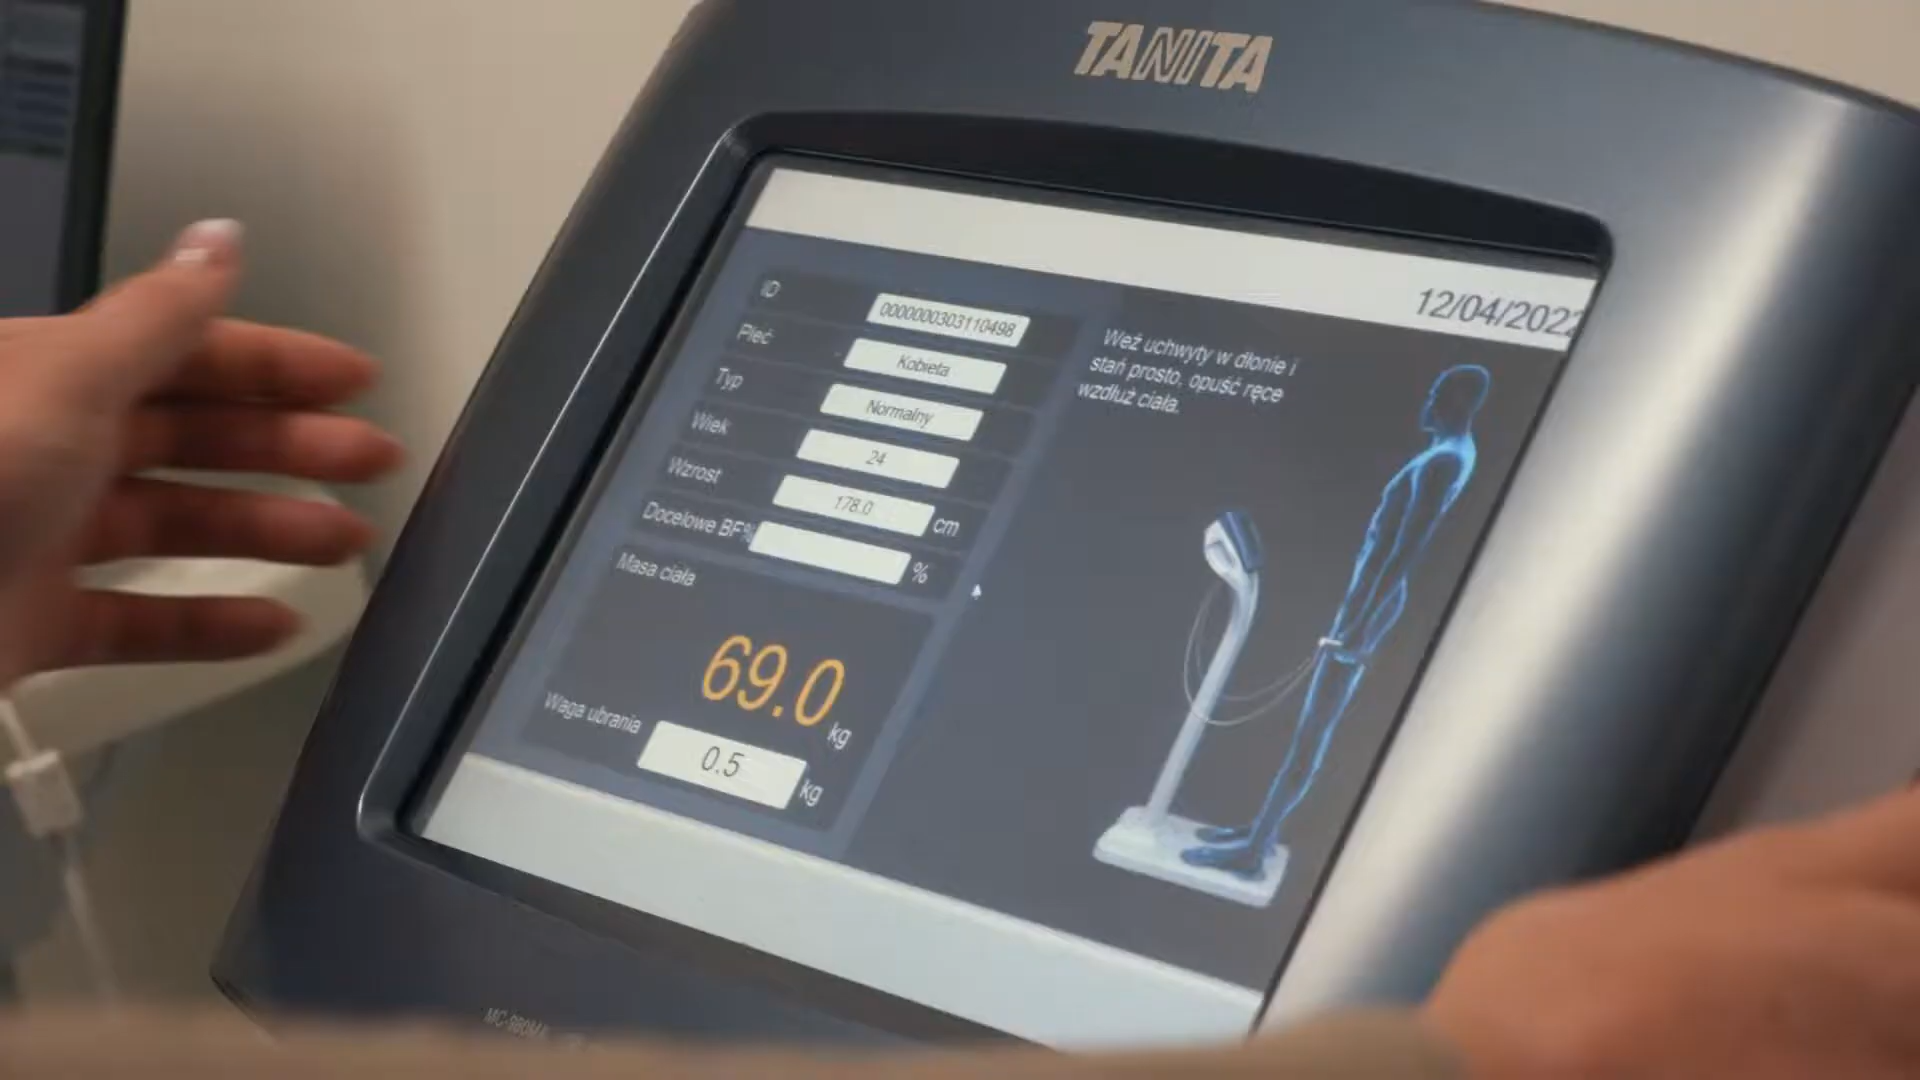 TANITA
12/04/2022
ID 0000000303110498
Płeć Kobieta
Typ Normalny
Wiek 24
Wzrost 178.0 cm
Docelowe BF% %
Masa ciała
69.0 kg
Waga ubrania 0.5 kg
Weź uchwyty w dłonie i
stań prosto, opuść ręce
wzdłuż ciała.